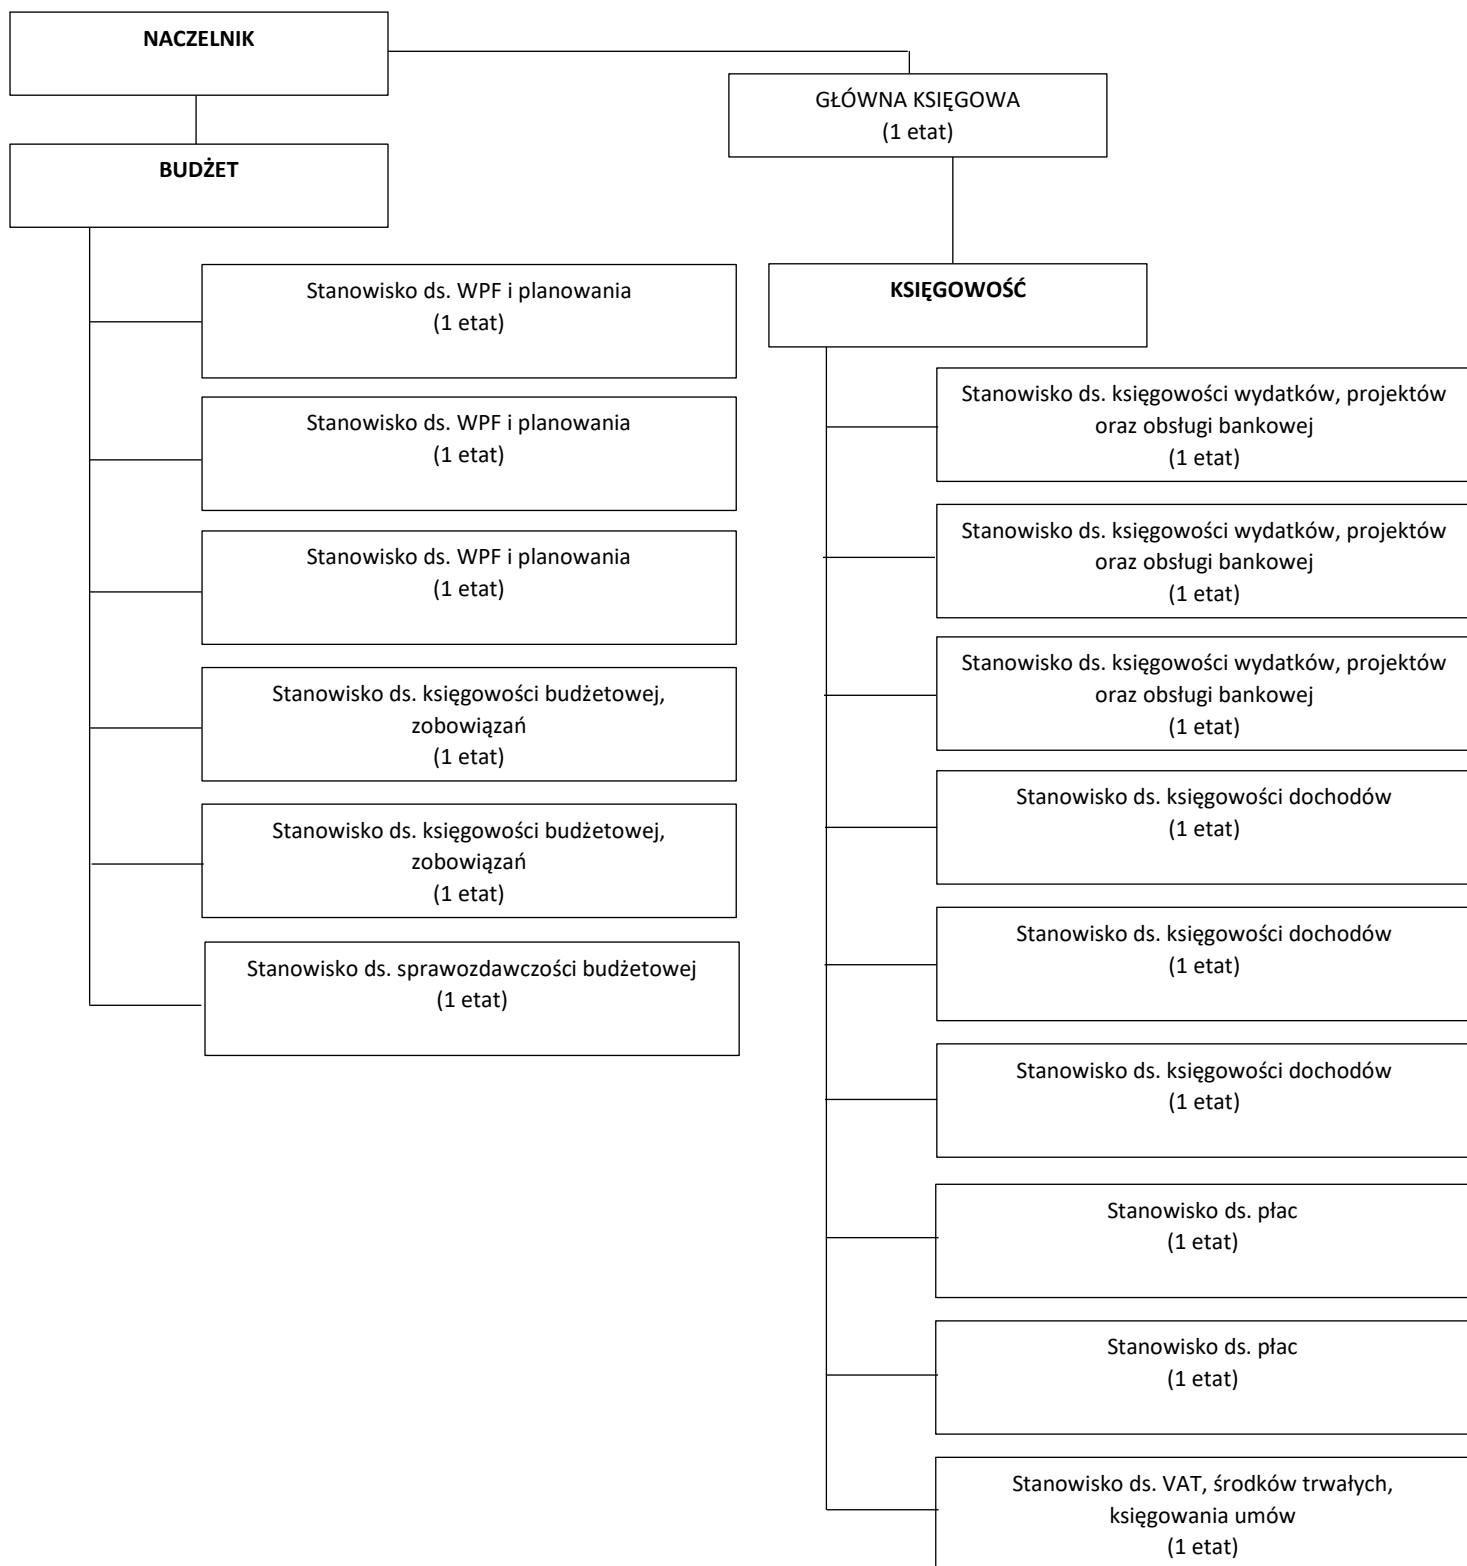 NACZELNIK
GŁÓWNA KSIĘGOWA
(1 etat)
BUDŻET
Stanowisko ds. WPF i planowania
(1 etat)
Stanowisko ds. WPF i planowania
(1 etat)
Stanowisko ds. WPF i planowania
(1 etat)
Stanowisko ds. księgowości budżetowej,
zobowiązań
(1 etat)
Stanowisko ds. księgowości budżetowej,
zobowiązań
(1 etat)
Stanowisko ds. sprawozdawczości budżetowej
(1 etat)
KSIĘGOWOŚĆ
Stanowisko ds. księgowości wydatków, projektów
oraz obsługi bankowej
(1 etat)
Stanowisko ds. księgowości wydatków, projektów
oraz obsługi bankowej
(1 etat)
Stanowisko ds. księgowości wydatków, projektów
oraz obsługi bankowej
(1 etat)
Stanowisko ds. księgowości dochodów
(1 etat)
Stanowisko ds. księgowości dochodów
(1 etat)
Stanowisko ds. księgowości dochodów
(1 etat)
Stanowisko ds. płac
(1 etat)
Stanowisko ds. płac
(1 etat)
Stanowisko ds. VAT, środków trwałych,
księgowania umów
(1 etat)